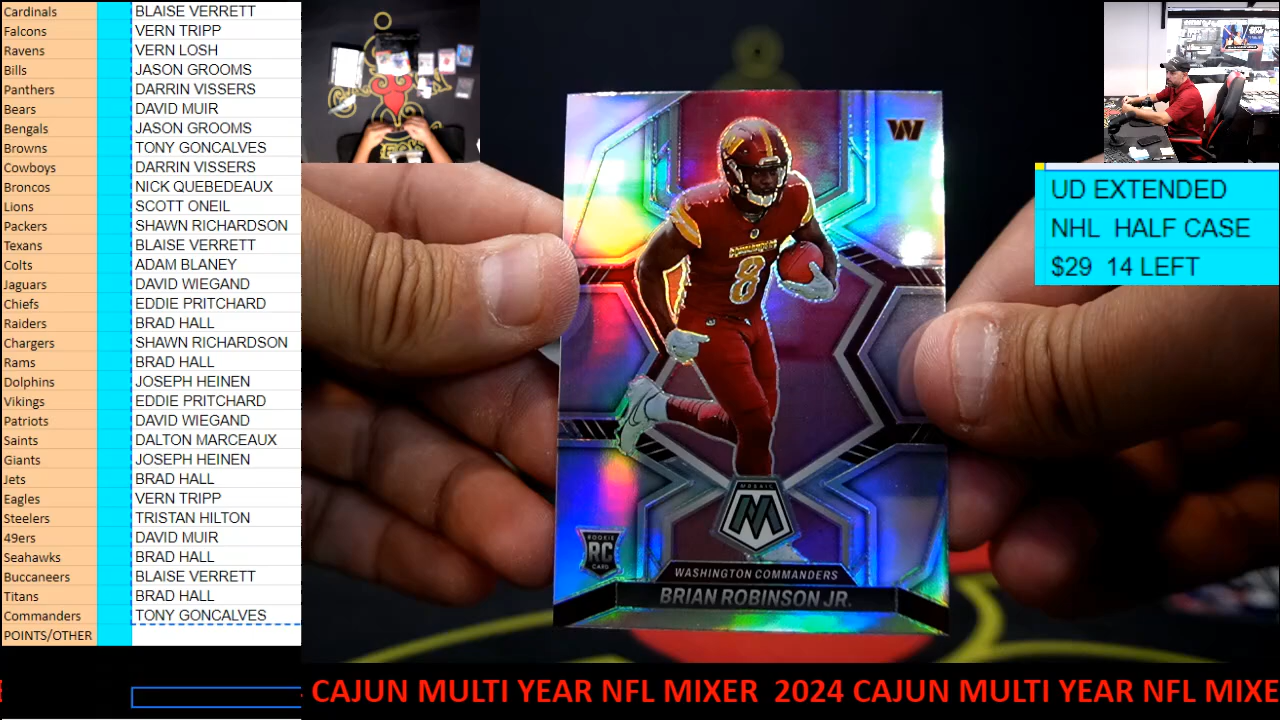 Cardinals BLAISE VERRETT
Falcons VERN TRIPP
Ravens VERN LOSH
Bills JASON GROOMS
Panthers DARRIN VISSERS
Bears DAVID MUIR
Bengals JASON GROOMS
Browns TONY GONCALVES
Cowboys DARRIN VISSERS
Broncos NICK QUEBEDEAUX
Lions SCOTT ONEIL
Packers SHAWN RICHARDSON
Texans BLAISE VERRETT
Colts ADAM BLANEY
Jaguars DAVID WIEGAND
Chiefs EDDIE PRITCHARD
Raiders BRAD HALL
Chargers SHAWN RICHARDSON
Rams BRAD HALL
Dolphins JOSEPH HEINEN
Vikings EDDIE PRITCHARD
Patriots DAVID WIEGAND
Saints DALTON MARCEAUX
Giants JOSEPH HEINEN
Jets BRAD HALL
Eagles VERN TRIPP
Steelers TRISTAN HILTON
49ers DAVID MUIR
Seahawks BRAD HALL
Buccaneers BLAISE VERRETT
Titans BRAD HALL
Commanders TONY GONCALVES
POINTS/OTHER
W
COMMANDERS
8
MOSAIC
M
ROOKIE
RC
CARD
WASHINGTON COMMANDERS
BRIAN ROBINSON JR.
UD EXTENDED
NHL HALF CASE
$29 14 LEFT
CAJUN MULTI YEAR NFL MIXER 2024 CAJUN MULTI YEAR NFL MIXE